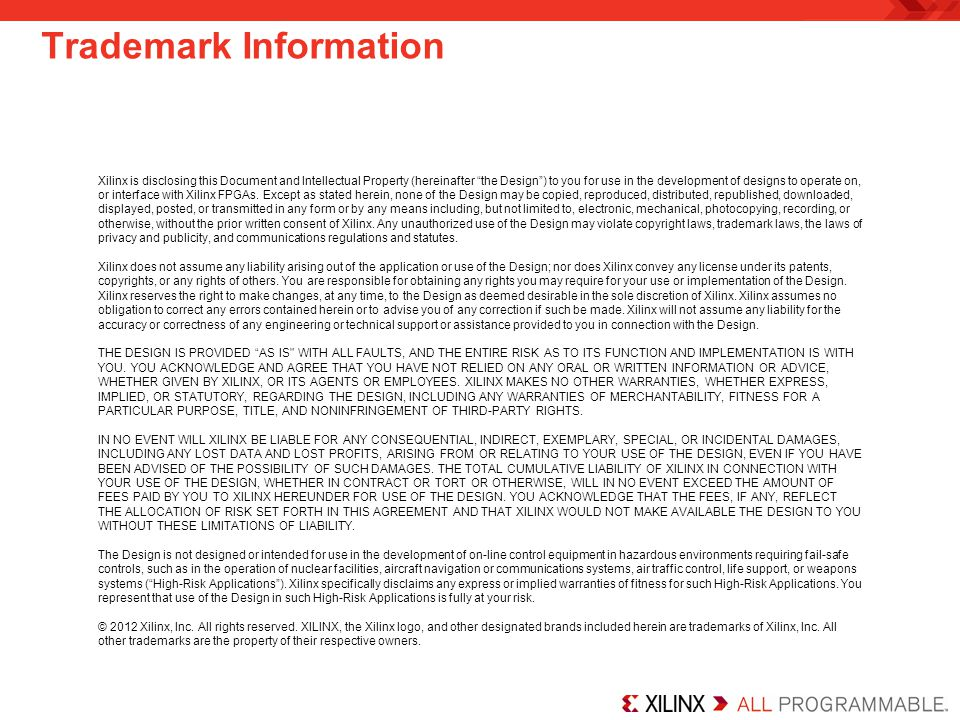 Trademark Information
Xilinx is disclosing this Document and Intellectual Property (hereinafter “the Design”) to you for use in the development of designs to operate on,
or interface with Xilinx FPGAs. Except as stated herein, none of the Design may be copied, reproduced, distributed, republished, downloaded,
displayed, posted, or transmitted in any form or by any means including, but not limited to, electronic, mechanical, photocopying, recording, or
otherwise, without the prior written consent of Xilinx. Any unauthorized use of the Design may violate copyright laws, trademark laws, the laws of
privacy and publicity, and communications regulations and statutes.
Xilinx does not assume any liability arising out of the application or use of the Design; nor does Xilinx convey any license under its patents,
copyrights, or any rights of others. You are responsible for obtaining any rights you may require for your use or implementation of the Design.
Xilinx reserves the right to make changes, at any time, to the Design as deemed desirable in the sole discretion of Xilinx. Xilinx assumes no
obligation to correct any errors contained herein or to advise you of any correction if such be made. Xilinx will not assume any liability for the
accuracy or correctness of any engineering or technical support or assistance provided to you in connection with the Design.
THE DESIGN IS PROVIDED “AS IS" WITH ALL FAULTS, AND THE ENTIRE RISK AS TO ITS FUNCTION AND IMPLEMENTATION IS WITH
YOU. YOU ACKNOWLEDGE AND AGREE THAT YOU HAVE NOT RELIED ON ANY ORAL OR WRITTEN INFORMATION OR ADVICE,
WHETHER GIVEN BY XILINX, OR ITS AGENTS OR EMPLOYEES. XILINX MAKES NO OTHER WARRANTIES, WHETHER EXPRESS,
IMPLIED, OR STATUTORY, REGARDING THE DESIGN, INCLUDING ANY WARRANTIES OF MERCHANTABILITY, FITNESS FOR A
PARTICULAR PURPOSE, TITLE, AND NONINFRINGEMENT OF THIRD-PARTY RIGHTS.
IN NO EVENT WILL XILINX BE LIABLE FOR ANY CONSEQUENTIAL, INDIRECT, EXEMPLARY, SPECIAL, OR INCIDENTAL DAMAGES,
INCLUDING ANY LOST DATA AND LOST PROFITS, ARISING FROM OR RELATING TO YOUR USE OF THE DESIGN, EVEN IF YOU HAVE
BEEN ADVISED OF THE POSSIBILITY OF SUCH DAMAGES. THE TOTAL CUMULATIVE LIABILITY OF XILINX IN CONNECTION WITH
YOUR USE OF THE DESIGN, WHETHER IN CONTRACT OR TORT OR OTHERWISE, WILL IN NO EVENT EXCEED THE AMOUNT OF
FEES PAID BY YOU TO XILINX HEREUNDER FOR USE OF THE DESIGN. YOU ACKNOWLEDGE THAT THE FEES, IF ANY, REFLECT
THE ALLOCATION OF RISK SET FORTH IN THIS AGREEMENT AND THAT XILINX WOULD NOT MAKE AVAILABLE THE DESIGN TO YOU
WITHOUT THESE LIMITATIONS OF LIABILITY.
The Design is not designed or intended for use in the development of on-line control equipment in hazardous environments requiring fail-safe
controls, such as in the operation of nuclear facilities, aircraft navigation or communications systems, air traffic control, life support, or weapons
systems (“High-Risk Applications”). Xilinx specifically disclaims any express or implied warranties of fitness for such High-Risk Applications. You
represent that use of the Design in such High-Risk Applications is fully at your risk.
© 2012 Xilinx, Inc. All rights reserved. XILINX, the Xilinx logo, and other designated brands included herein are trademarks of Xilinx, Inc. All
other trademarks are the property of their respective owners.
XILINX ALL PROGRAMMABLE.